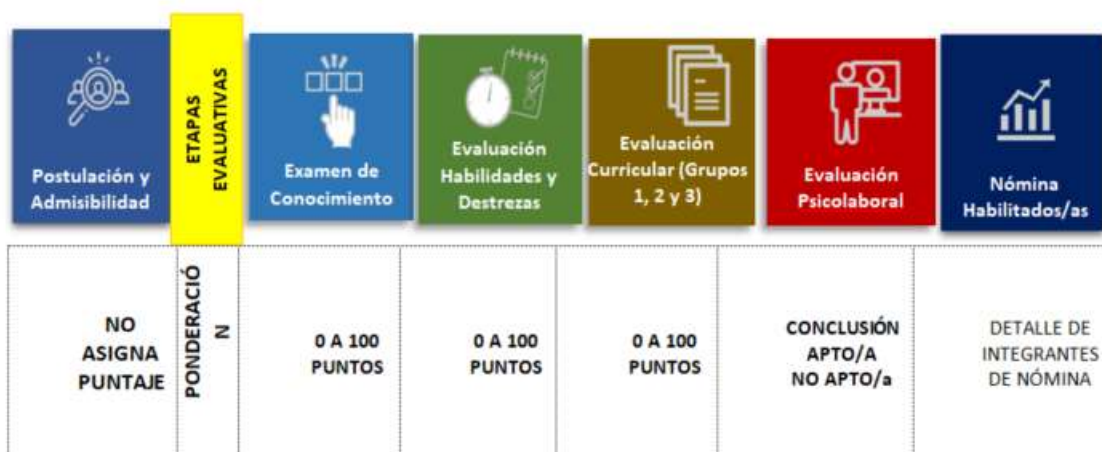 Postulación y
Admisibilidad
ETAPAS
EVALUATIVAS
Examen de
Conocimiento
Evaluación
Habilidades y
Destrezas
Evaluación
Curricular (Grupos
1, 2 y 3)
Evaluación
Psicolaboral
Nómina
Habilitados/as
NO
ASIGNA
PUNTAJE
PONDERACIÓ
N
0 A 100
PUNTOS
0 A 100
PUNTOS
0 A 100
PUNTOS
CONCLUSIÓN
APTO/A
NO APTO/a
DETALLE DE
INTEGRANTES
DE NÓMINA